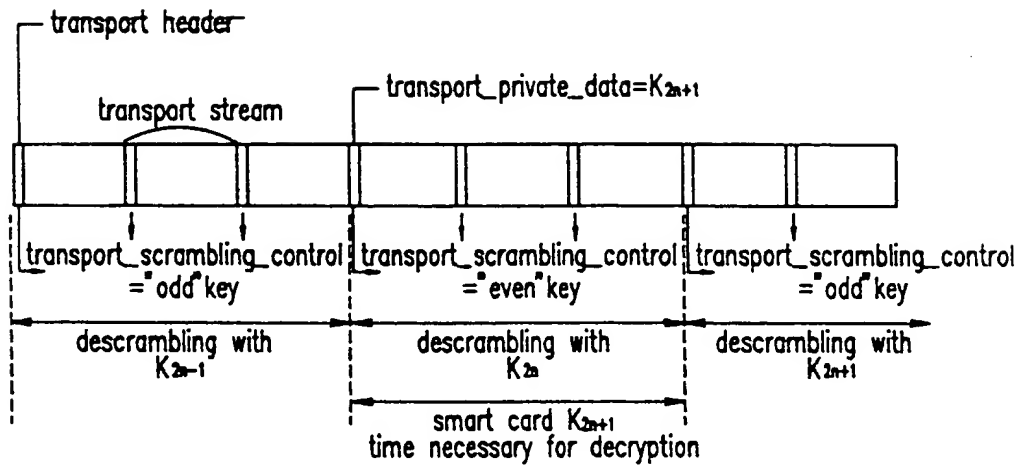 transport header
transport_private_data=K2n+1
transport stream
transport_scrambling_control
="odd"key
transport_scrambling_control
="even"key
transport_scrambling_control
="odd"key
descrambling with
K2n-1
descrambling with
K2n
descrambling with
K2n+1
smart card K2n+1
time necessary for decryption